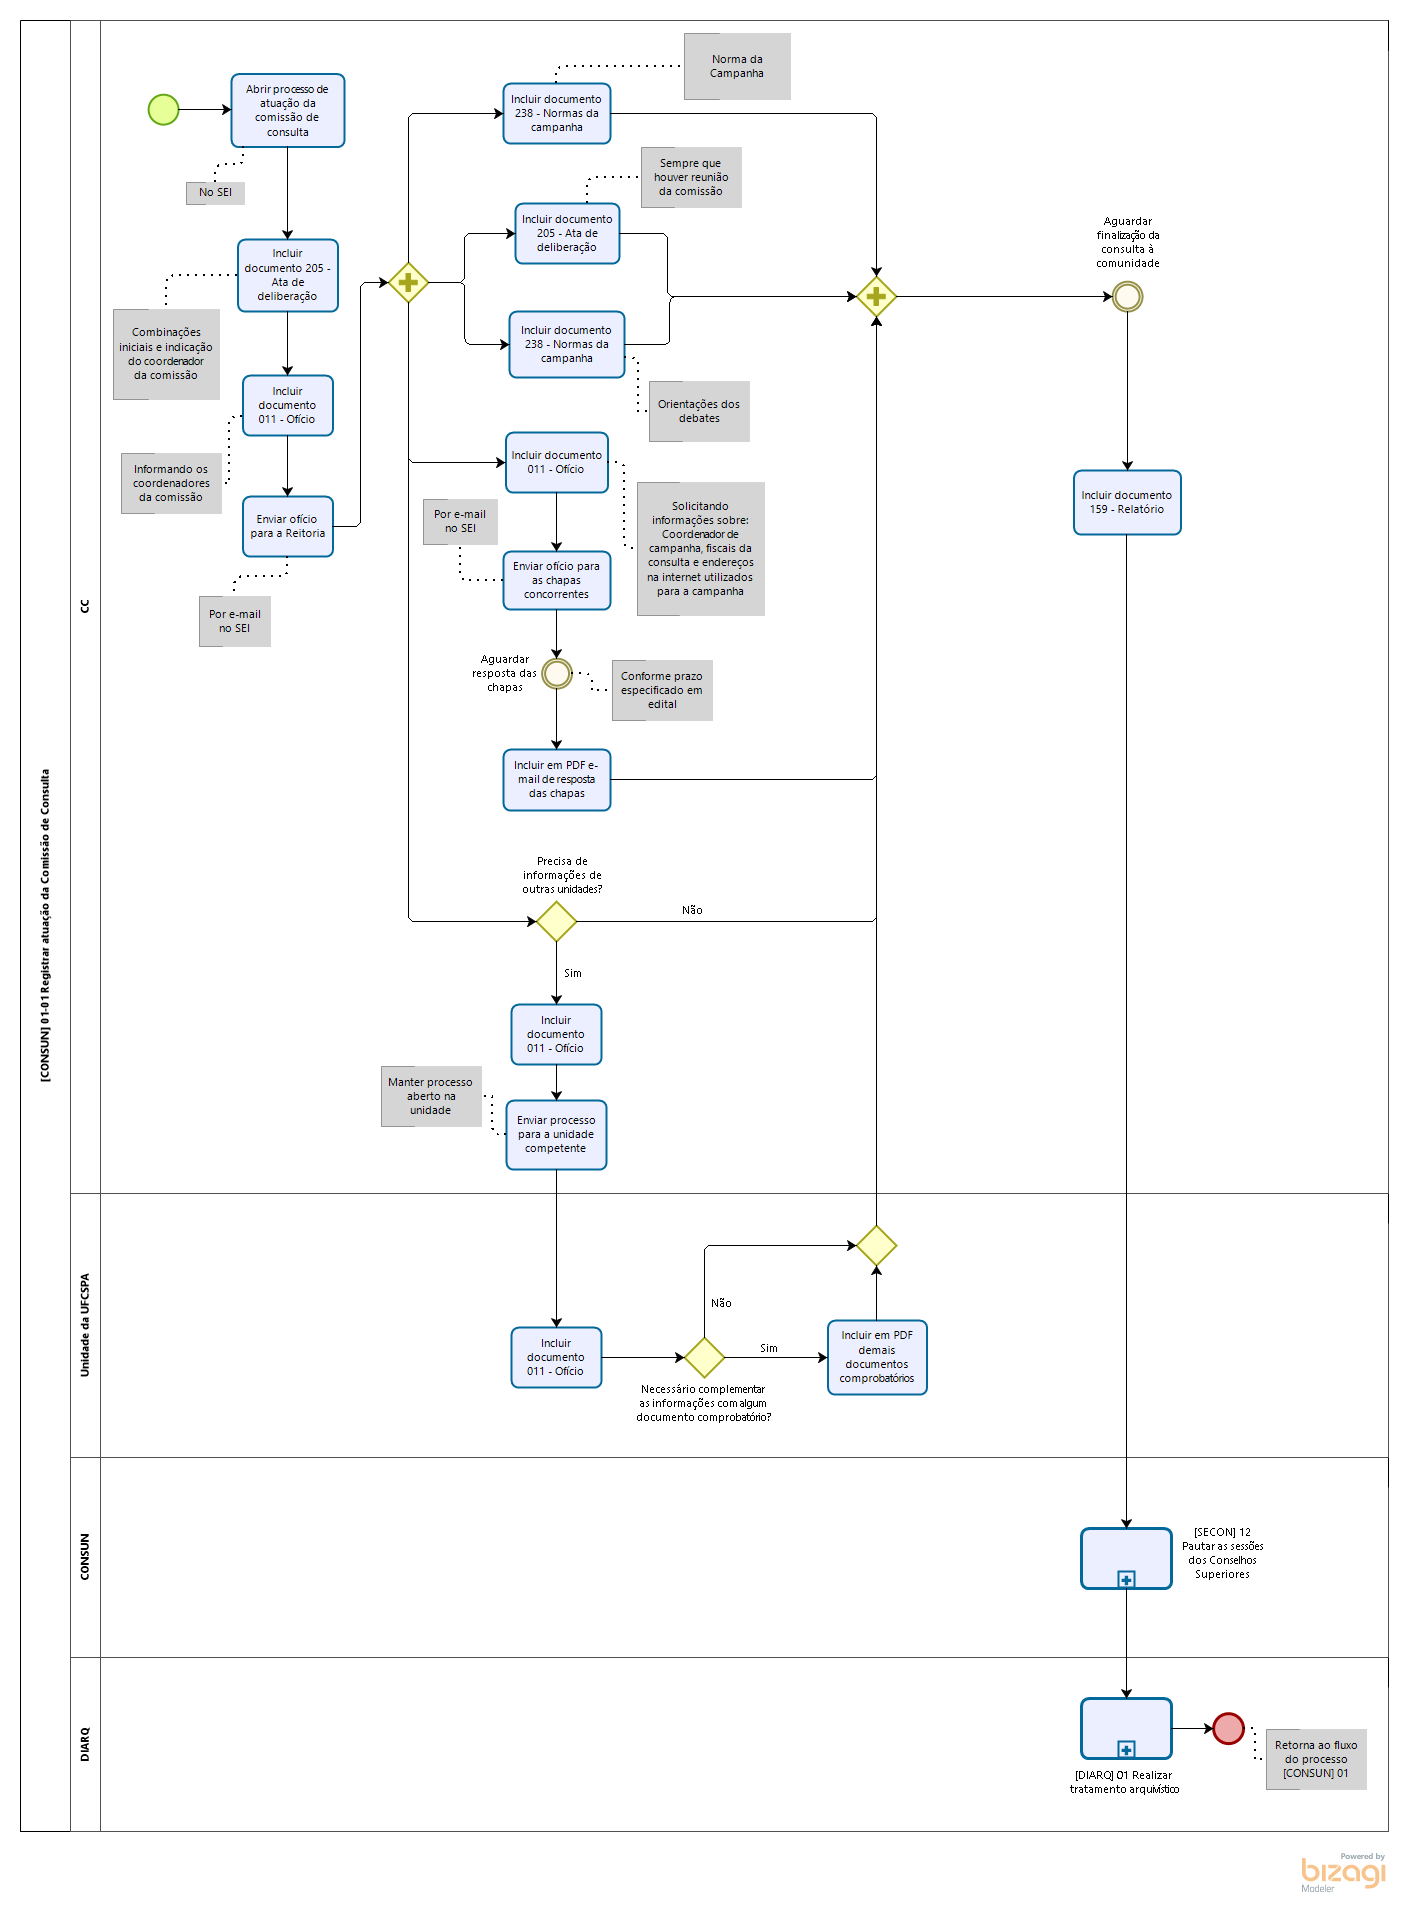 [CONSUN] 01-01 Registrar atuação da Comissão de Consulta
CC
Abrir processo de
atuação da
comissão de
consulta
No SEI
Incluir
documento 205 -
Ata de
deliberação
Combinações
iniciais e indicação
do coordenador
da comissão
Incluir
documento
011 - Ofício
Informando os
coordenadores
da comissão
Enviar ofício
para a Reitoria
Por e-mail
no SEI
Incluir documento
238 - Normas da
campanha
Norma da
Campanha
Incluir documento
205 - Ata de
deliberação
Sempre que
houver reunião
da comissão
Incluir documento
238 - Normas da
campanha
Orientações dos
debates
Incluir documento
011 - Ofício
Solicitando
informações sobre:
Coordenador de
campanha, fiscais da
consulta e endereços
na internet utilizados
para a campanha
Por e-mail
no SEI
Enviar ofício para
as chapas
concorrentes
Aguardar
resposta das
chapas
Conforme prazo
especificado em
edital
Incluir em PDF e-
mail de resposta
das chapas
Precisa de
informações de
outras unidades?
Não
Sim
Incluir
documento
011 - Ofício
Manter processo
aberto na
unidade
Enviar processo
para a unidade
competente
Aguardar
finalização da
consulta à
comunidade
Incluir documento
159 - Relatório
Unidade da UFCSPA
Incluir
documento
011 - Ofício
Necessário complementar
as informações com algum
documento comprobatório?
Não
Sim
Incluir em PDF
demais
documentos
comprobatórios
CONSUN
[SECON] 12
Pautar as sessões
dos Conselhos
Superiores
DIARQ
[DIARQ] 01 Realizar
tratamento arquivístico
Retorna ao fluxo
do processo
[CONSUN] 01
Powered by
bizagi
Modeler